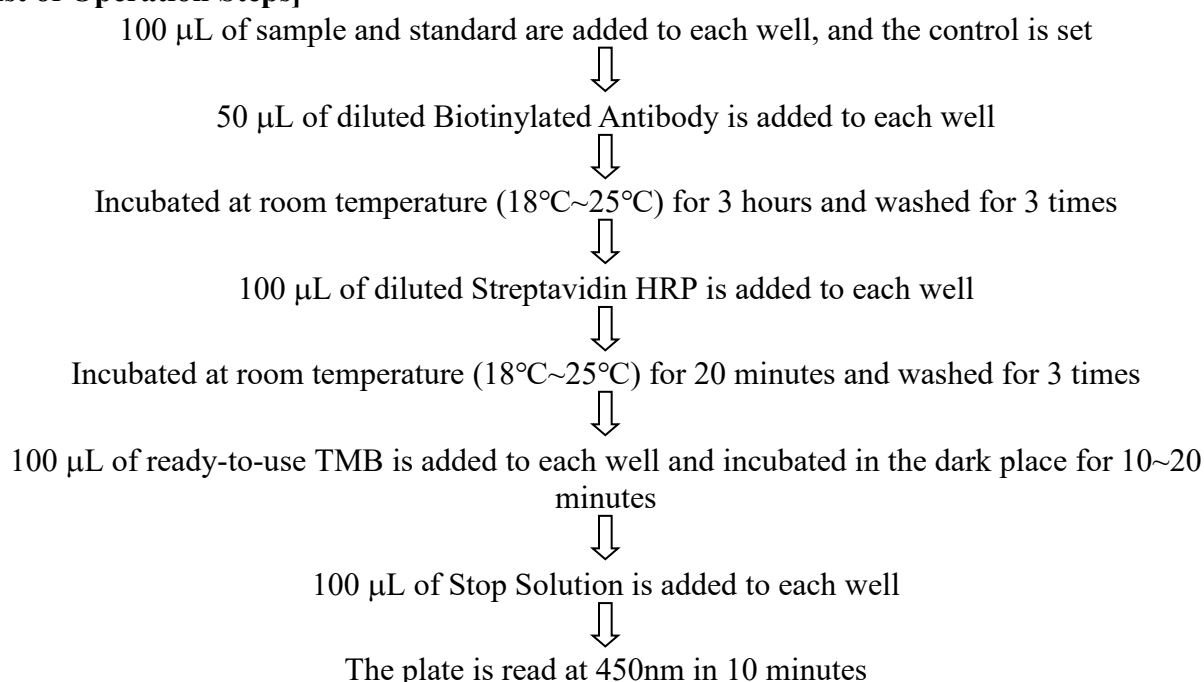 of Operation Steps]
100 μL of sample and standard are added to each well, and the control is set
50 μL of diluted Biotinylated Antibody is added to each well
Incubated at room temperature (18℃~25℃) for 3 hours and washed for 3 times
100 μL of diluted Streptavidin HRP is added to each well
Incubated at room temperature (18℃~25℃) for 20 minutes and washed for 3 times
100 μL of ready-to-use TMB is added to each well and incubated in the dark place for 10~20
minutes
100 μL of Stop Solution is added to each well
The plate is read at 450nm in 10 minutes